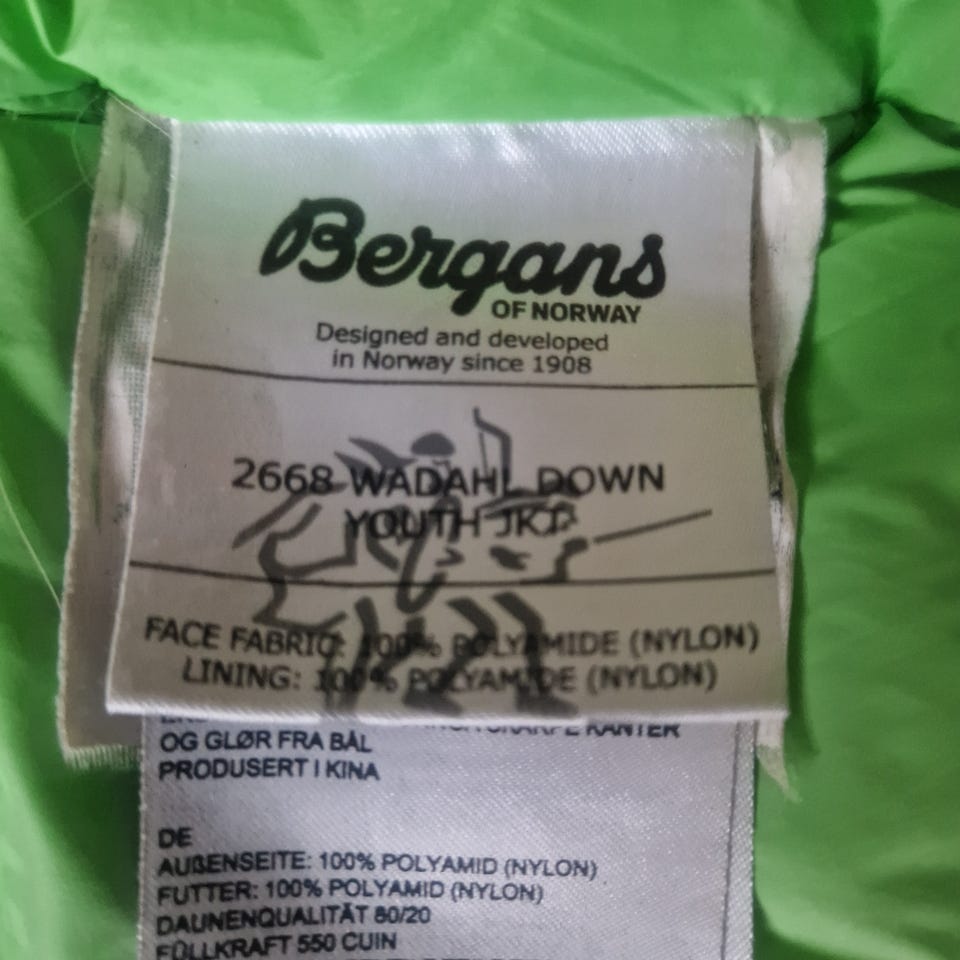 Bergans
OF NORWAY
Designed and developed
in Norway since 1908
2668 WADAHL DOWN
YOUTH JKT
FACE FABRIC: 100% POLYAMIDE (NYLON)
LINING: 100% POLYAMIDE (NYLON)
KANTER
OG GLØR FRA BÅL
PRODUSERT I KINA
DE
AUßENSEITE: 100% POLYAMID (NYLON)
FUTTER: 100% POLYAMID (NYLON)
DAUNENQUALITÄT 80/20
FÜLLKRAFT 550 CUIN